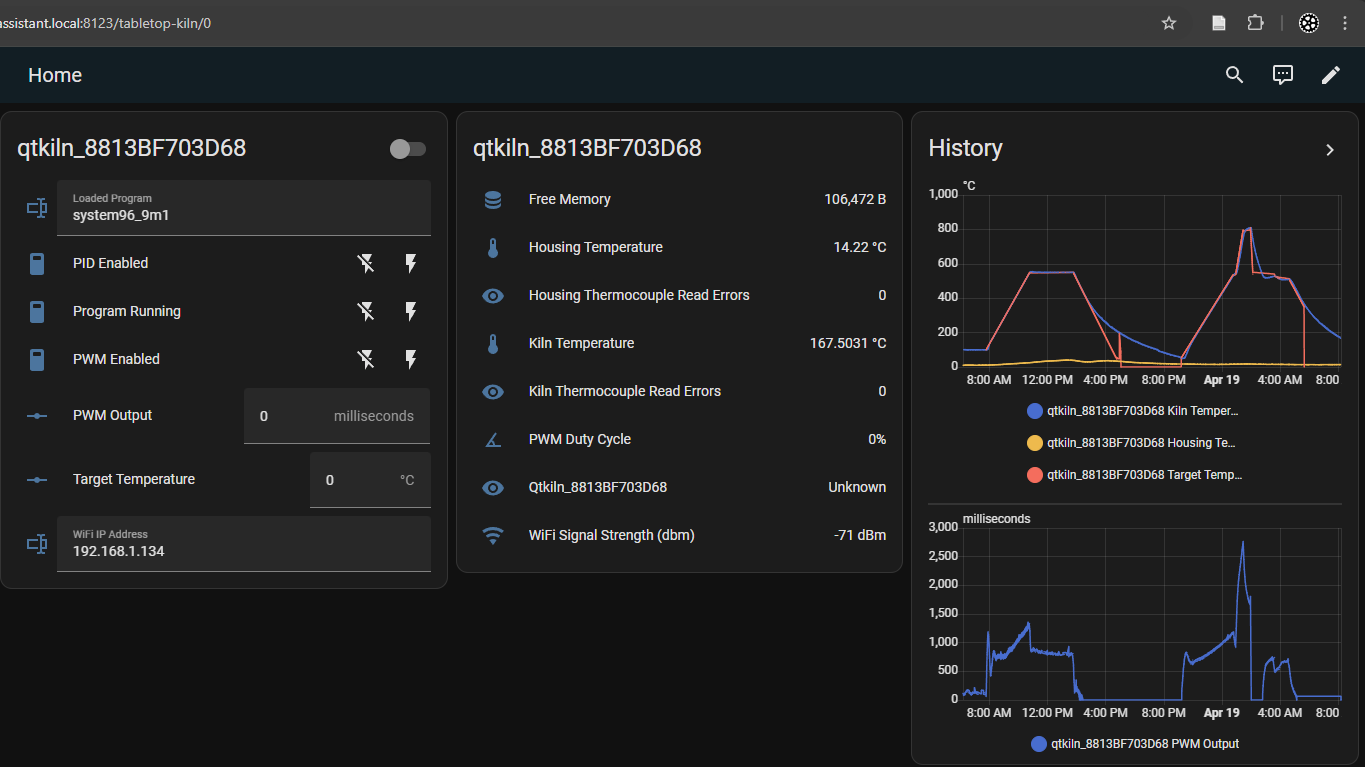 assistant.local:8123/tabletop-kiln/0
Home
qtkiln_8813BF703D68
Loaded Program
system96_9m1
PID Enabled
Program Running
PWM Enabled
PWM Output 0 milliseconds
Target Temperature 0 °C
WiFi IP Address
192.168.1.134
qtkiln_8813BF703D68
Free Memory 106,472 B
Housing Temperature 14.22 °C
Housing Thermocouple Read Errors 0
Kiln Temperature 167.5031 °C
Kiln Thermocouple Read Errors 0
PWM Duty Cycle 0%
Qtkiln_8813BF703D68 Unknown
WiFi Signal Strength (dbm) -71 dBm
History
°C
1,000
800
600
400
200
0
8:00 AM 12:00 PM 4:00 PM 8:00 PM Apr 19 4:00 AM 8:00
qtkiln_8813BF703D68 Kiln Temper…
qtkiln_8813BF703D68 Housing Te…
qtkiln_8813BF703D68 Target Temp…
milliseconds
3,000
2,500
2,000
1,500
1,000
500
0
8:00 AM 12:00 PM 4:00 PM 8:00 PM Apr 19 4:00 AM 8:00
qtkiln_8813BF703D68 PWM Output